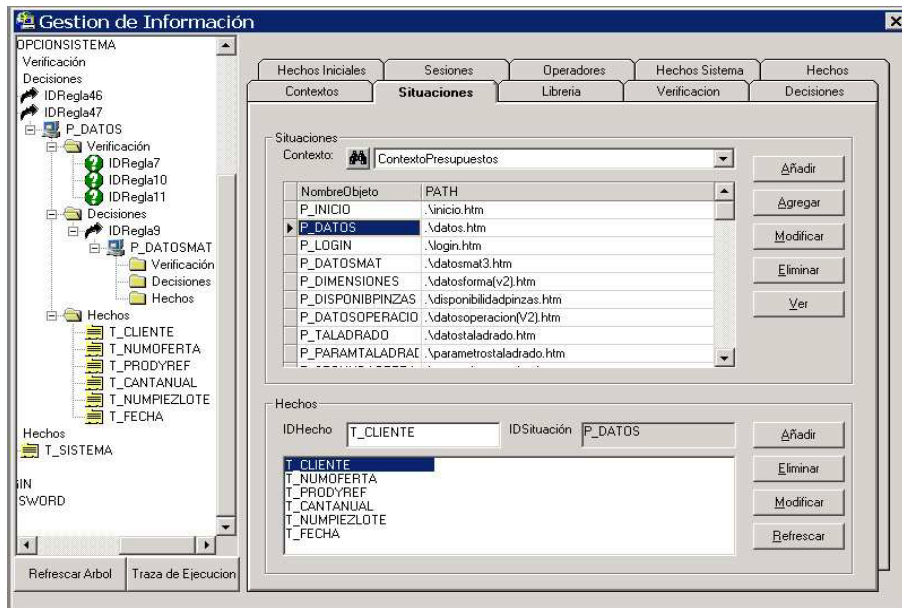 Gestion de Información
OPCIONSISTEMA
Verificación
Decisiones
IDRegla46
IDRegla47
P_DATOS
Verificación
IDRegla7
IDRegla10
IDRegla11
Decisiones
IDRegla9
P_DATOSMAT
Verificación
Decisiones
Hechos
Hechos
T_CLIENTE
T_NUMOFERTA
T_PRODYREF
T_CANTANUAL
T_NUMPIEZLOTE
T_FECHA
Hechos
T_SISTEMA
SWORD
Refrescar Arbol Traza de Ejecucion
Hechos Iniciales Sesiones Operadores Hechos Sistema Hechos
Contextos Situaciones Libreria Verificacion Decisiones
Situaciones
Contexto: ContextoPresupuestos
NombreObjeto PATH
P_INICIO .\inicio.htm
P_DATOS .\datos.htm
P_LOGIN .\login.htm
P_DATOSMAT .\datosmat3.htm
P_DIMENSIONES .\datosforma(v2).htm
P_DISPONIBPINZAS .\disponibilidadpinzas.htm
P_DATOSOPERACIO .\datosoperacion(V2).htm
P_TALADRADO .\datostaladrado.htm
P_PARAMTALADRAD .\parametrostaladrado.htm
Añadir
Agregar
Modificar
Eliminar
Ver
Hechos
IDHecho T_CLIENTE IDSituación P_DATOS
T_CLIENTE
T_NUMOFERTA
T_PRODYREF
T_CANTANUAL
T_NUMPIEZLOTE
T_FECHA
Añadir
Eliminar
Modificar
Refrescar